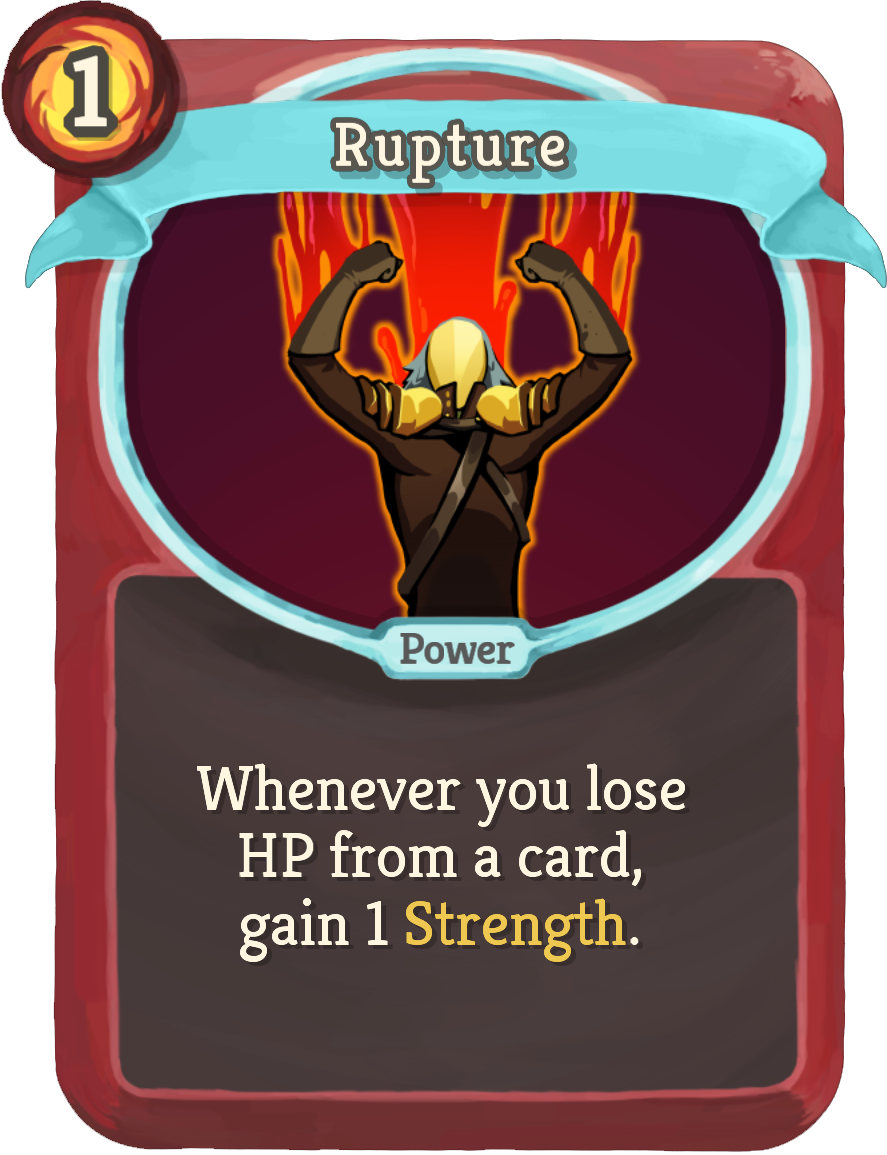 1
Rupture
Power
Whenever you lose
HP from a card,
gain 1 Strength.